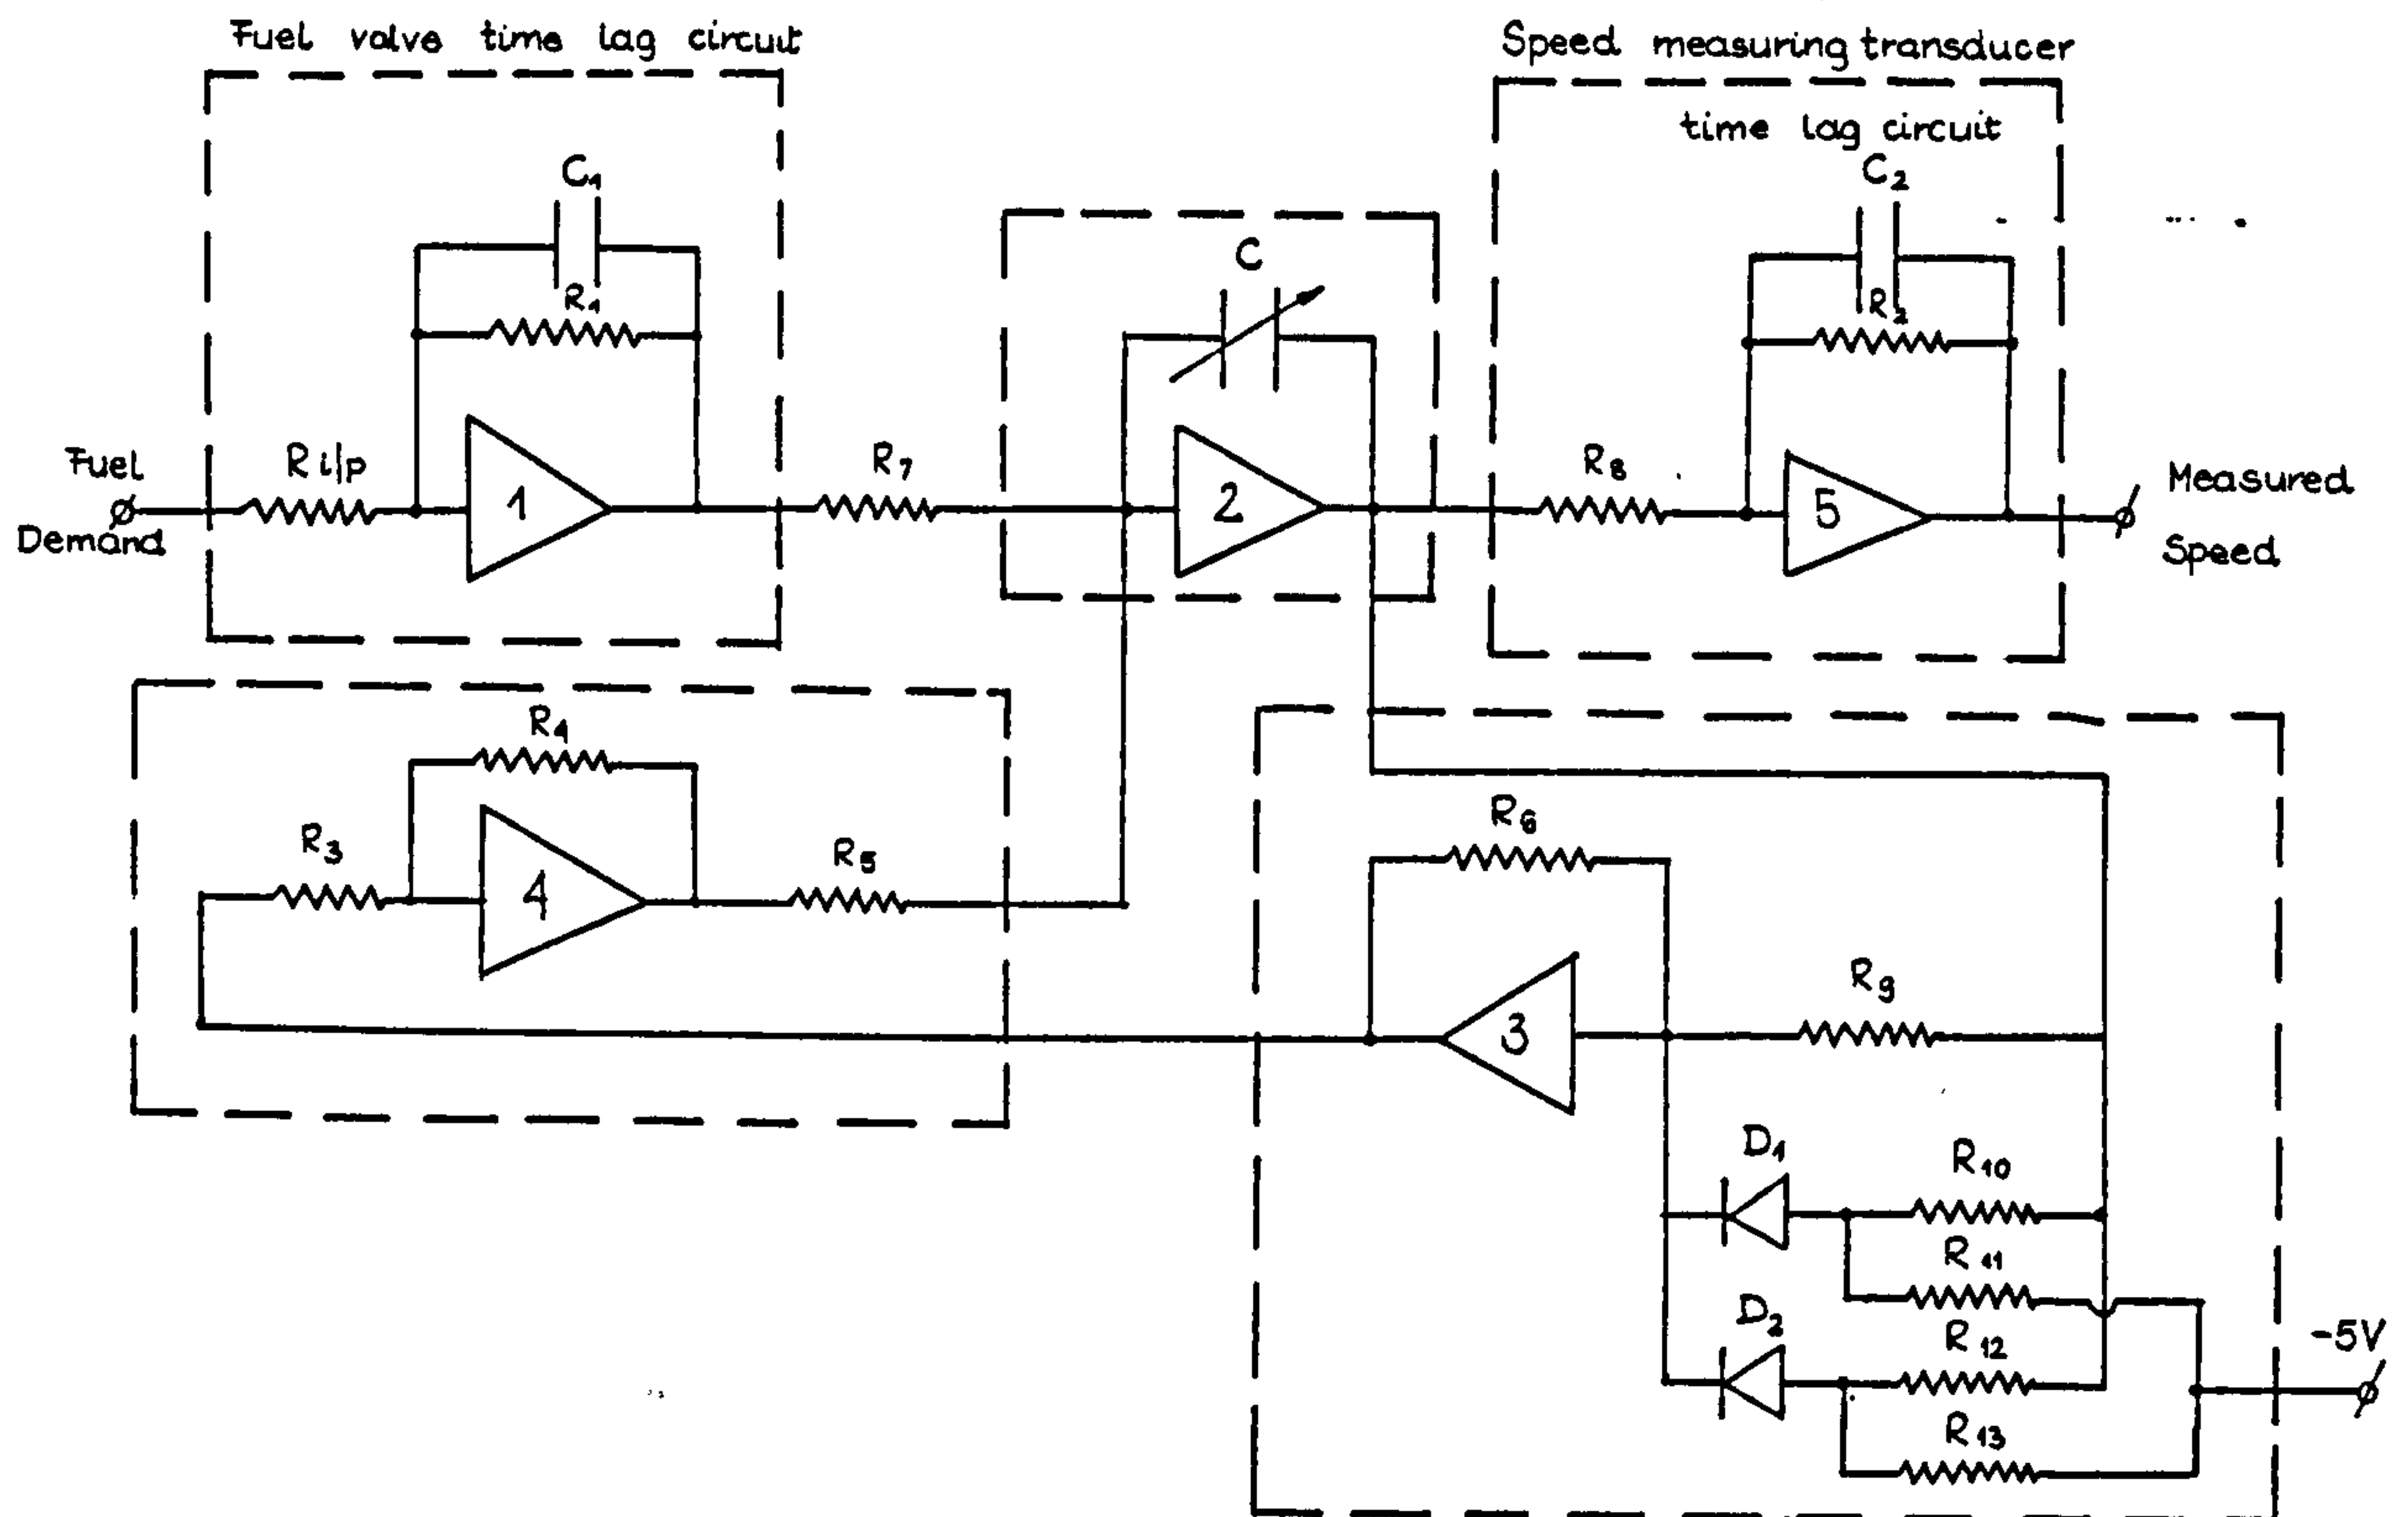 Fuel valve time lag circuit
Speed measuring transducer
time lag circuit
C1
R1
Fuel
Demand
R i/p
1
R7
C
2
C2
R2
R8
5
Measured
Speed
R4
R3
4
R5
R6
3
R9
D1
R10
R11
D2
R12
R13
-5V